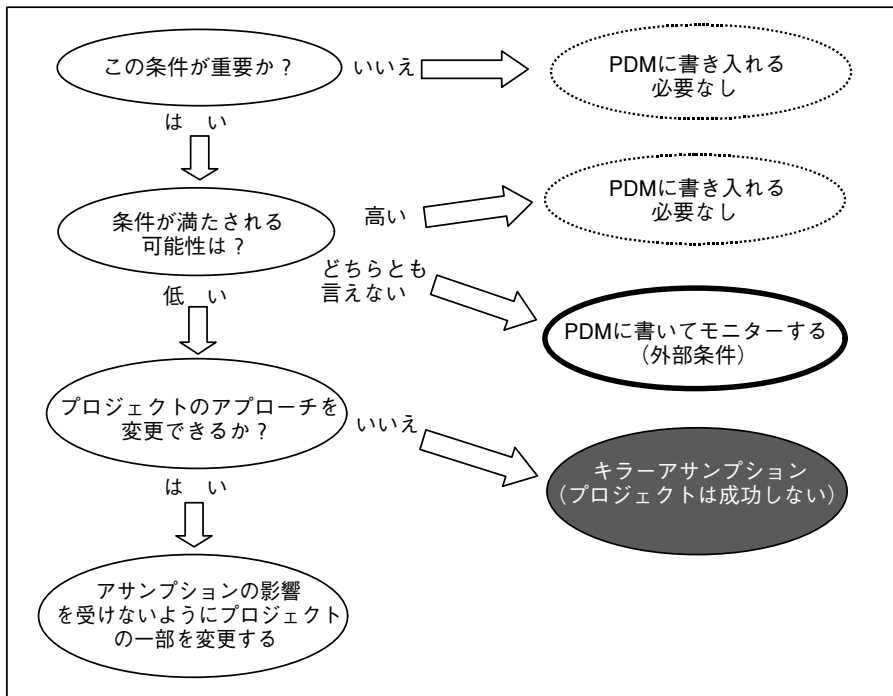 この条件が重要か？
いいえ
PDMに書き入れる
必要なし
は　い
条件が満たされる
可能性は？
高い
PDMに書き入れる
必要なし
どちらとも
言えない
PDMに書いてモニターする
（外部条件）
低　い
プロジェクトのアプローチを
変更できるか？
いいえ
キラーアサンプション
（プロジェクトは成功しない）
は　い
アサンプションの影響
を受けないようにプロジェクト
の一部を変更する